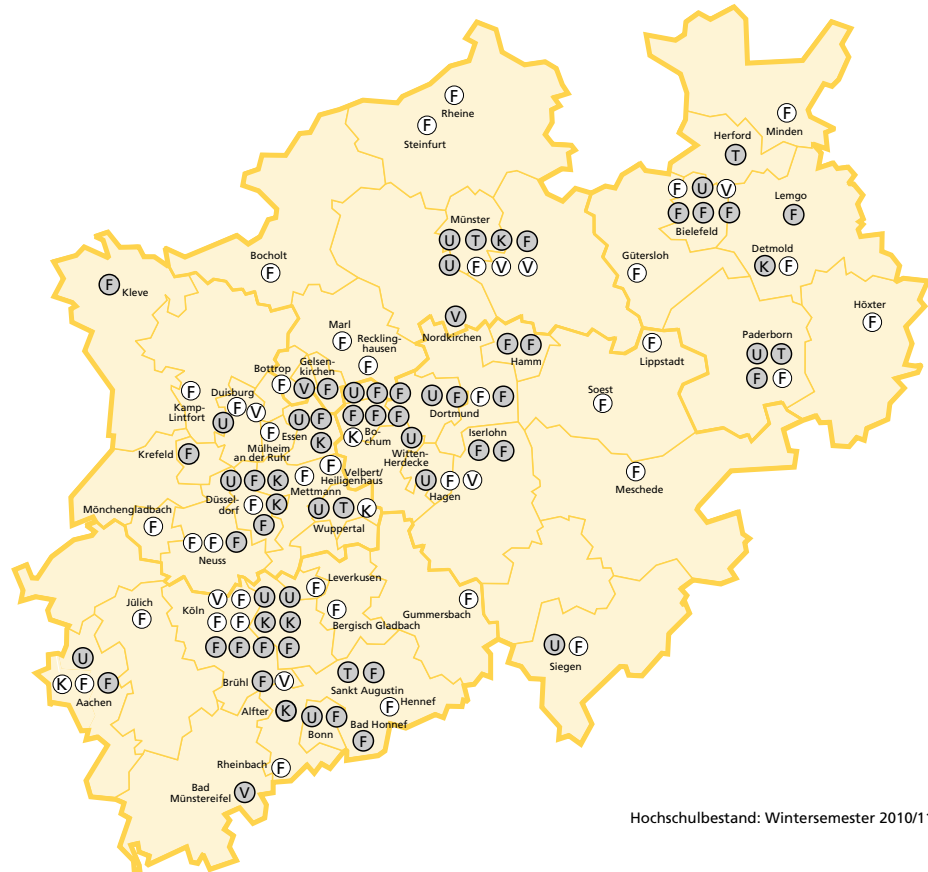 F
Rheine
F
Steinfurt
F
Minden
Herford
T
F U V
F F F
Bielefeld
Lemgo
F
Detmold
K F
Münster
U T K F
U F V V
Bocholt
F
Gütersloh
F
F
Kleve
Höxter
F
V
Nordkirchen
Marl
F
Reckling-
hausen
F
F F
Hamm
F
Lippstadt
Paderborn
U T
F F
Bottrop
F
Gelsen-
kirchen
V F
U F F
F F F
K Bo-
chum
U F F F
Dortmund
Soest
F
F
Kamp-
Lintfort
Duisburg
F V
U
F
Mülheim
an der Ruhr
U F
Essen
K
U
Witten-
Herdecke
Iserlohn
F F
Krefeld F
F
Velbert/
Heiligenhaus
F
Mettmann
U F V
Hagen
F
Meschede
U F K
Düssel-
dorf
F K
F
Mönchengladbach
F
U T K
Wuppertal
F F F
Neuss
Leverkusen
F
Köln
V F U U
F F K K
F F F F
F
Bergisch Gladbach
Gummersbach
F
Jülich
F
U F
Siegen
U
K F F
Aachen
Brühl F V
T F
Sankt Augustin
Alfter K
U F
Bonn
F
Hennef
Bad Honnef
F
Rheinbach F
Bad
Münstereifel V
Hochschulbestand: Wintersemester 2010/11